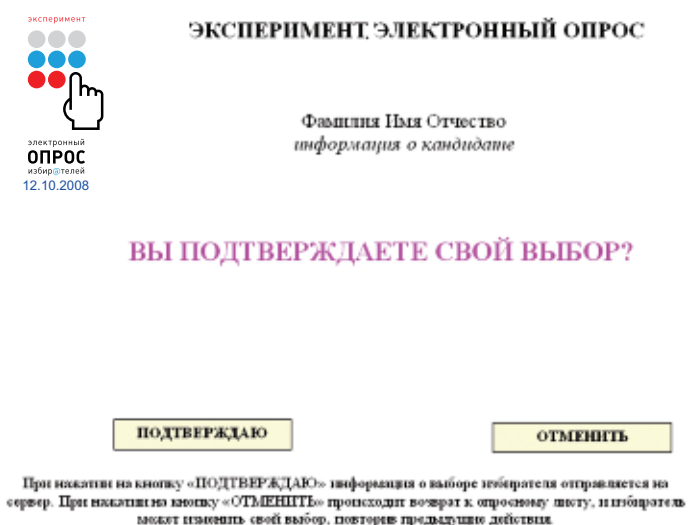 эксперимент
ЭКСПЕРИМЕНТ. ЭЛЕКТРОННЫЙ ОПРОС
Фамилия Имя Отчество
информация о кандидате
электронный
ОПРОС
избир@телей
12.10.2008
ВЫ ПОДТВЕРЖДАЕТЕ СВОЙ ВЫБОР?
ПОДТВЕРЖДАЮ
ОТМЕНИТЬ
При нажатии на кнопку «ПОДТВЕРЖДАЮ» информация о выборе избирателя отправляется на
сервер. При нажатии на кнопку «ОТМЕНИТЬ» происходит возврат к опросному листу, и избиратель
может изменить свой выбор, повторив предыдущие действия.